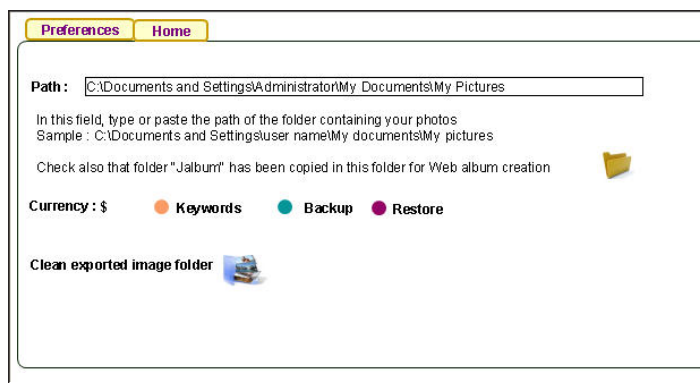 Preferences Home
Path : C:\Documents and Settings\Administrator\My Documents\My Pictures
In this field, type or paste the path of the folder containing your photos
Sample : C:\Documents and Settings\user name\My documents\My pictures
Check also that folder "Jalbum" has been copied in this folder for Web album creation
Currency : $ Keywords Backup Restore
Clean exported image folder